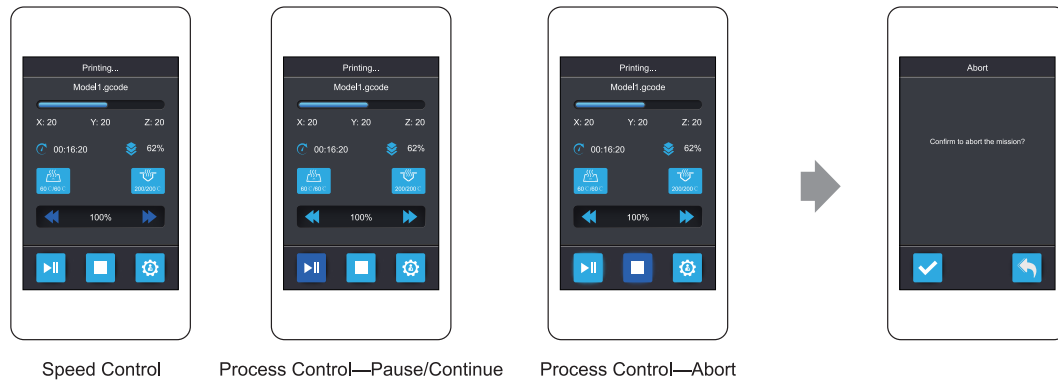 Printing...
Model1.gcode
X: 20 Y: 20 Z: 20
00:16:20 62%
60℃/60℃ 200/200℃
100%
Speed Control
Printing...
Model1.gcode
X: 20 Y: 20 Z: 20
00:16:20 62%
60℃/60℃ 200/200℃
100%
Process Control—Pause/Continue
Printing...
Model1.gcode
X: 20 Y: 20 Z: 20
00:16:20 62%
60℃/60℃ 200/200℃
100%
Process Control—Abort
Abort
Confirm to abort the mission?